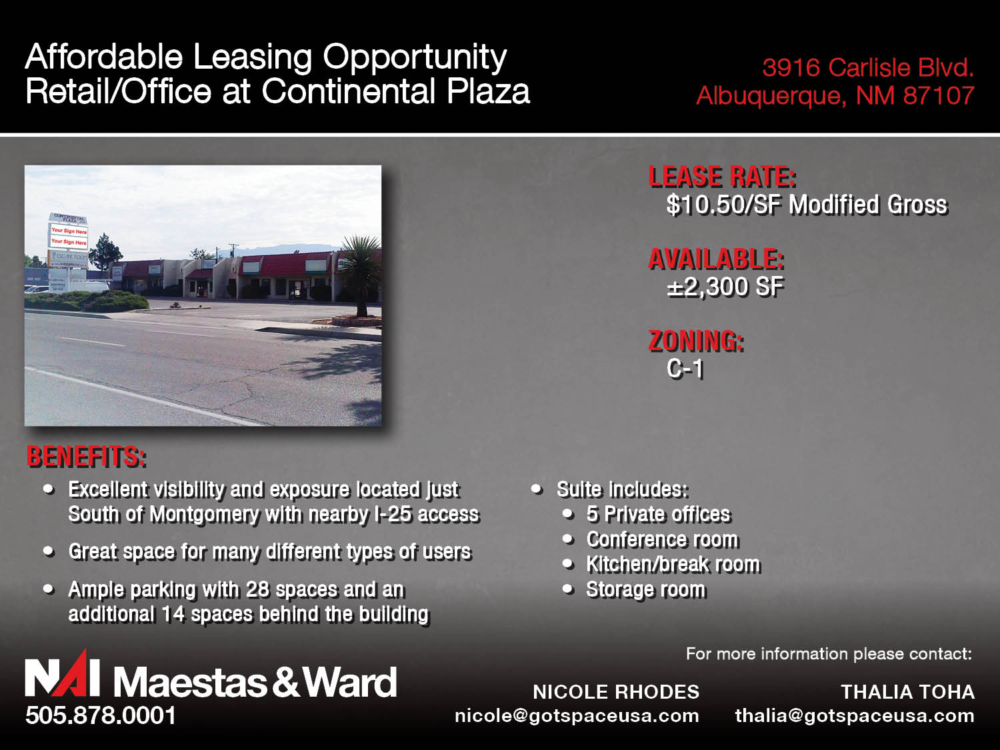 Affordable Leasing Opportunity
Retail/Office at Continental Plaza
3916 Carlisle Blvd.
Albuquerque, NM 87107
CONTINENTAL
PLAZA
Your Sign Here
Your Sign Here
ESCAPE ROOM
LEASE RATE:
$10.50/SF Modified Gross
AVAILABLE:
±2,300 SF
ZONING:
C-1
BENEFITS:
• Excellent visibility and exposure located just
South of Montgomery with nearby I-25 access
• Great space for many different types of users
• Ample parking with 28 spaces and an
additional 14 spaces behind the building
• Suite includes:
• 5 Private offices
• Conference room
• Kitchen/break room
• Storage room
NAI Maestas & Ward
505.878.0001
For more information please contact:
NICOLE RHODES
nicole@gotspaceusa.com
THALIA TOHA
thalia@gotspaceusa.com